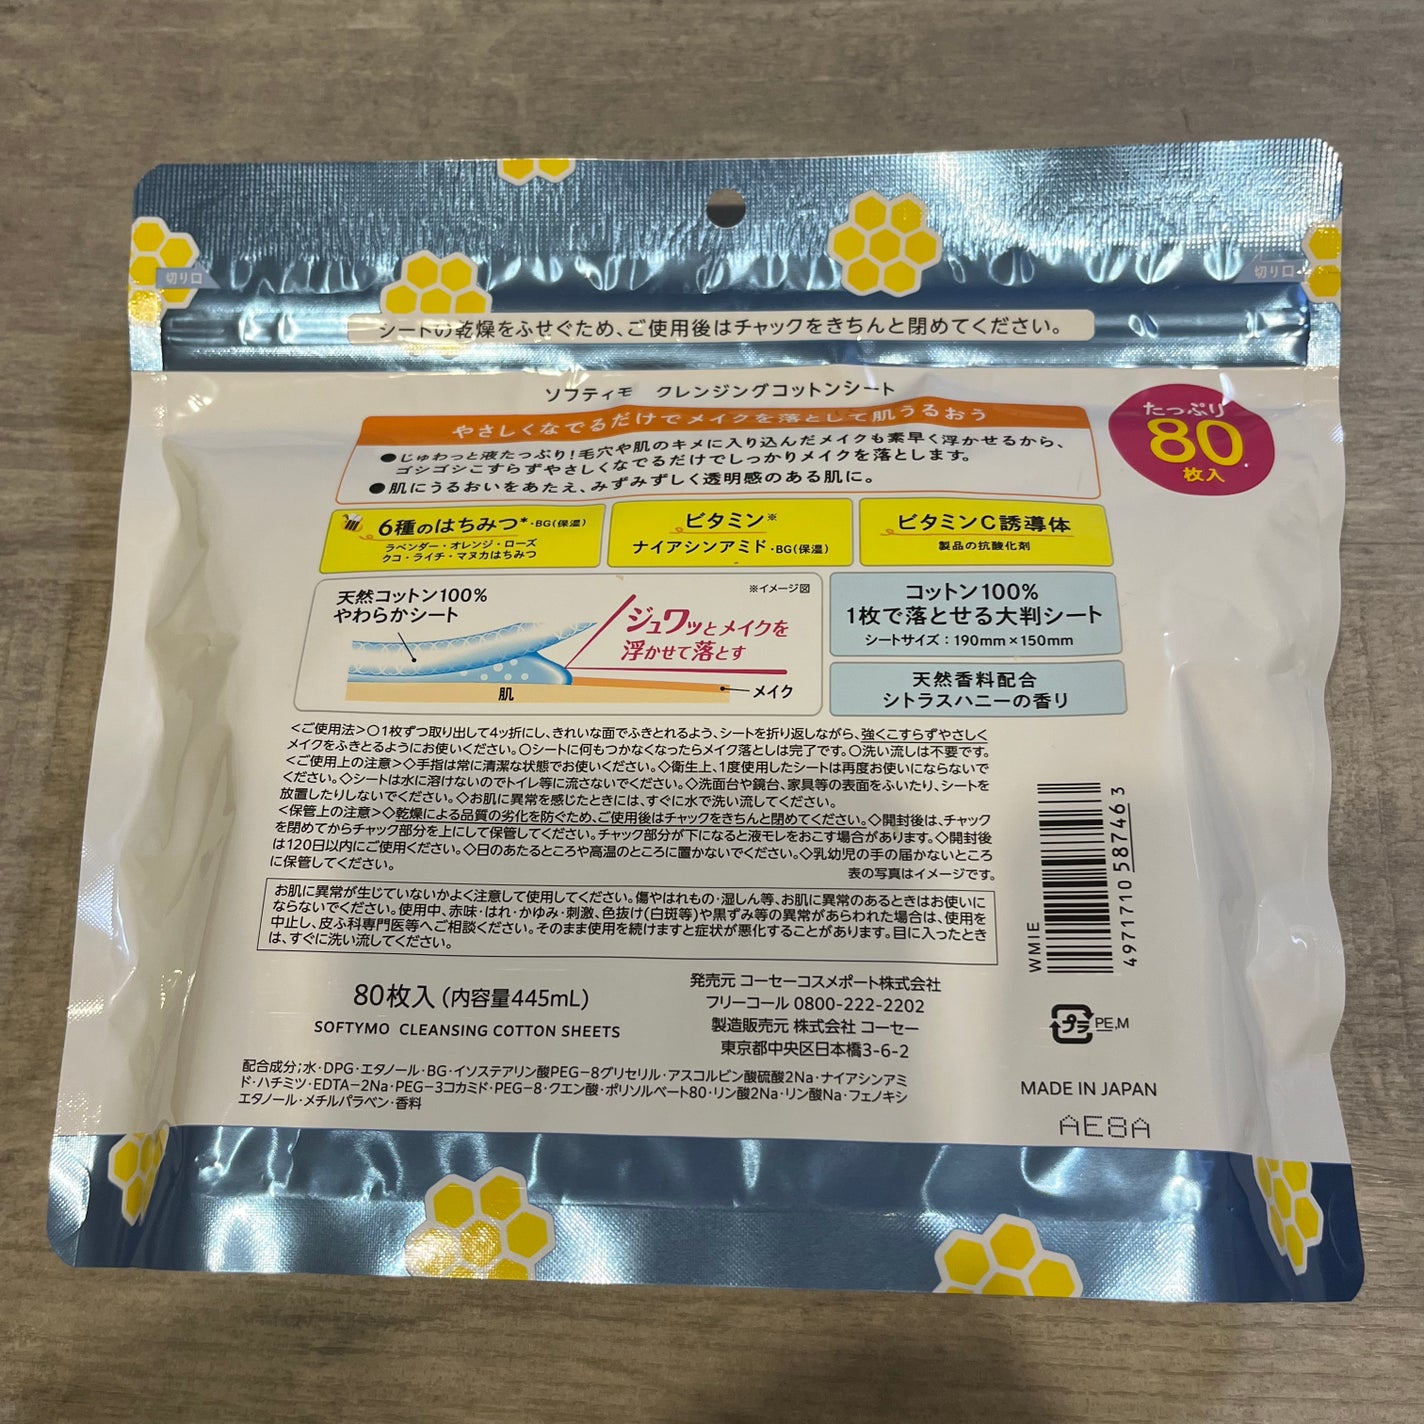 切り口
切り口
シートの乾燥をふせぐため、ご使用後はチャックをきちんと閉めてください。
ソフティモ クレンジングコットンシート
たっぷり
80
枚入
やさしくなでるだけでメイクを落として肌うるおう
●じゅわっと液たっぷり!毛穴や肌のキメに入り込んだメイクも素早く浮かせるから、
ゴシゴシこすらずやさしくなでるだけでしっかりメイクを落とします。
●肌にうるおいをあたえ、みずみずしく透明感のある肌に。
6種のはちみつ*・BG(保湿)
ラベンダー・オレンジ・ローズ
クコ・ライチ・マヌカはちみつ
ビタミン※
ナイアシンアミド・BG(保湿)
ビタミンC誘導体
製品の抗酸化剤
天然コットン100%
やわらかシート
※イメージ図
ジュワッとメイクを
浮かせて落とす
肌
メイク
コットン100%
1枚で落とせる大判シート
シートサイズ:190mm×150mm
天然香料配合
シトラスハニーの香り
<ご使用法>○1枚ずつ取り出して4ッ折にし、きれいな面でふきとれるよう、シートを折り返しながら、強くこすらずやさしく
メイクをふきとるようにお使いください。○シートに何もつかなくなったらメイク落としは完了です。○洗い流しは不要です。
<ご使用上の注意>◇手指は常に清潔な状態でお使いください。◇衛生上、1度使用したシートは再度お使いにならないで
ください。◇シートは水に溶けないのでトイレ等に流さないでください。◇洗面台や鏡台、家具等の表面をふいたり、シートを
放置したりしないでください。◇お肌に異常を感じたときには、すぐに水で洗い流してください。
<保管上の注意>◇乾燥による品質の劣化を防ぐため、ご使用後はチャックをきちんと閉めてください。◇開封後は、チャック
を閉めてからチャック部分を上にして保管してください。チャック部分が下になると液モレをおこす場合があります。◇開封後
は120日以内にご使用ください。◇日のあたるところや高温のところに置かないでください。◇乳幼児の手の届かないところ
に保管してください。
表の写真はイメージです。
お肌に異常が生じていないかよく注意して使用してください。傷やはれもの・湿しん等、お肌に異常のあるときはお使いに
ならないでください。使用中、赤味・はれ・かゆみ・刺激、色抜け(白斑等)や黒ずみ等の異常があらわれた場合は、使用を
中止し、皮ふ科専門医等へご相談ください。そのまま使用を続けますと症状が悪化することがあります。目に入ったとき
は、すぐに洗い流してください。
WMIE
4971710587463
80枚入(内容量445mL)
SOFTYMO CLEANSING COTTON SHEETS
発売元 コーセーコスメポート株式会社
フリーコール 0800-222-2202
製造販売元 株式会社 コーセー
東京都中央区日本橋3-6-2
プラ PE,M
配合成分;水・DPG・エタノール・BG・イソステアリン酸PEG-8グリセリル・アスコルビン酸硫酸2Na・ナイアシンアミ
ド・ハチミツ・EDTA-2Na・PEG-3コカミド・PEG-8・クエン酸・ポリソルベート80・リン酸2Na・リン酸Na・フェノキシ
エタノール・メチルパラベン・香料
MADE IN JAPAN
AE8A